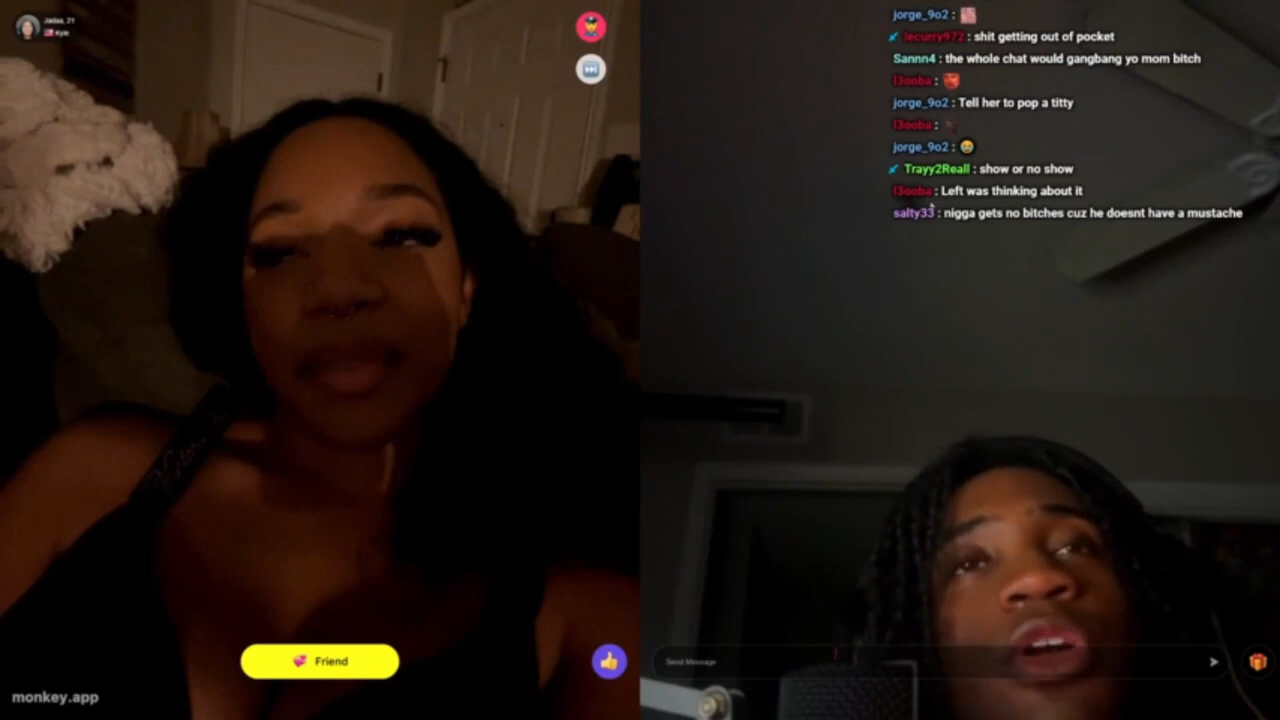 Jadaa, 21
Kyle
jorge_9o2 :
lecurry972 : shit getting out of pocket
Sannn4 : the whole chat would gangbang yo mom bitch
l3ooba :
jorge_9o2 : Tell her to pop a titty
l3ooba :
jorge_9o2 :
Trayy2Reall : show or no show
l3ooba : Left was thinking about it
salty33 : nigga gets no bitches cuz he doesnt have a mustache
Friend
Send Message
monkey.app